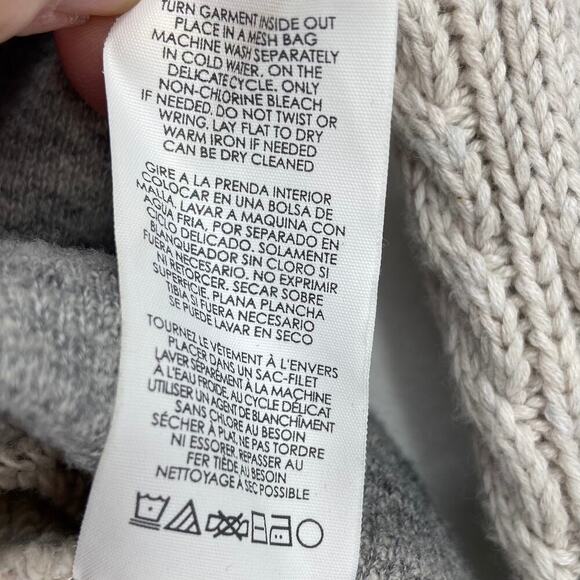 TURN GARMENT INSIDE OUT
PLACE IN A MESH BAG
MACHINE WASH SEPARATELY
IN COLD WATER, ON THE
DELICATE CYCLE. ONLY
NON-CHLORINE BLEACH
IF NEEDED, DO NOT TWIST OR
WRING, LAY FLAT TO DRY
WARM IRON IF NEEDED
CAN BE DRY CLEANED
GIRE A LA PRENDA INTERIOR
COLOCAR EN UNA BOLSA DE
MALLA, LAVAR A MAQUINA CON
AGUA FRIA, POR SEPARADO EN
CICLO DELICADO. SOLAMENTE
BLANQUEADOR SIN CLORO SI
FUERA NECESARIO. NO EXPRIMIR
NI RETORCER. SECAR SOBRE
SUPERFICIE, PLANA PLANCHA
TIBIA SI FUERA NECESARIO
SE PUEDE LAVAR EN SECO
TOURNEZ LE VÊTEMENT À L'ENVERS
PLACER DANS UN SAC-FILET
LAVER SEPARÉMENT À LA MACHINE
À L'EAU FROIDE, AU CYCLE DÉLICAT
UTILISER UN AGENT DE BLANCHÎMENT
SANS CHLORE AU BESOIN
SÉCHER À PLAT, NE PAS TORDRE
NI ESSORER, REPASSER AU
FER TIÈDE AU BESOIN
NETTOYAGE A SEC POSSIBLE